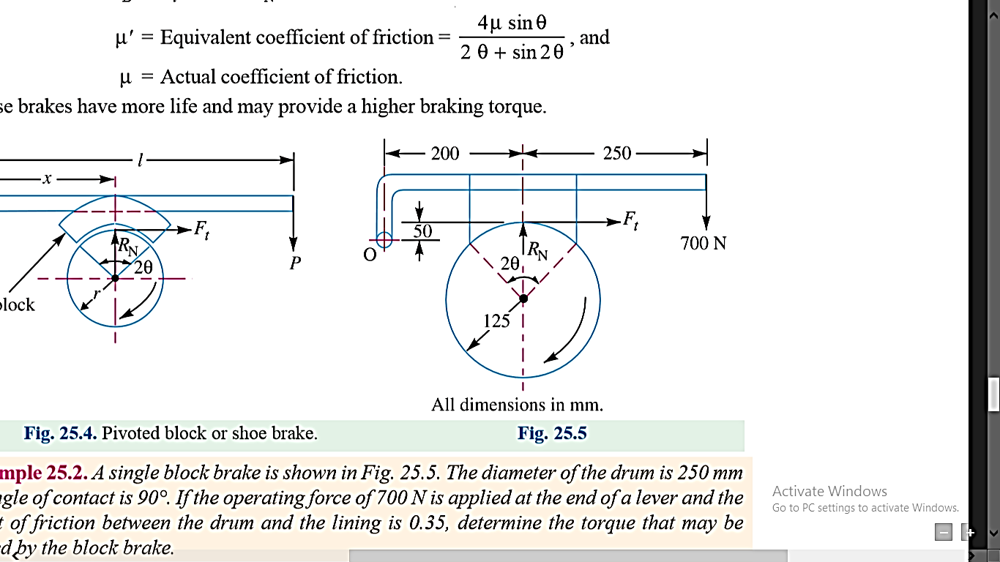 μ′ = Equivalent coefficient of friction = 4μ sin θ / 2 θ + sin 2 θ , and
μ = Actual coefficient of friction.
se brakes have more life and may provide a higher braking torque.
l
x
Ft
RN
2θ
P
r
lock
200
250
50
Ft
O
RN
2θ
700 N
125
All dimensions in mm.
Fig. 25.4. Pivoted block or shoe brake.
Fig. 25.5
mple 25.2. A single block brake is shown in Fig. 25.5. The diameter of the drum is 250 mm
gle of contact is 90°. If the operating force of 700 N is applied at the end of a lever and the
t of friction between the drum and the lining is 0.35, determine the torque that may be
d by the block brake.
Activate Windows
Go to PC settings to activate Windows.